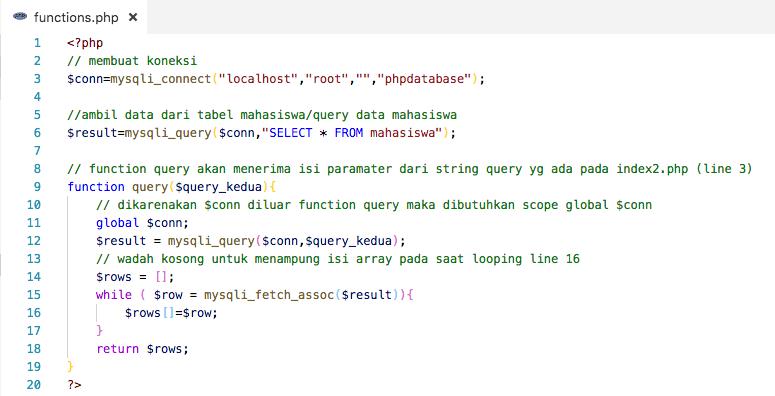 functions.php ×
1 <?php
2 // membuat koneksi
3 $conn=mysqli_connect("localhost","root","","phpdatabase");
4
5 //ambil data dari tabel mahasiswa/query data mahasiswa
6 $result=mysqli_query($conn,"SELECT * FROM mahasiswa");
7
8 // function query akan menerima isi paramater dari string query yg ada pada index2.php (line 3)
9 function query($query_kedua){
10 // dikarenakan $conn diluar function query maka dibutuhkan scope global $conn
11 global $conn;
12 $result = mysqli_query($conn,$query_kedua);
13 // wadah kosong untuk menampung isi array pada saat looping line 16
14 $rows = [];
15 while ( $row = mysqli_fetch_assoc($result)){
16 $rows[]=$row;
17 }
18 return $rows;
19 }
20 ?>